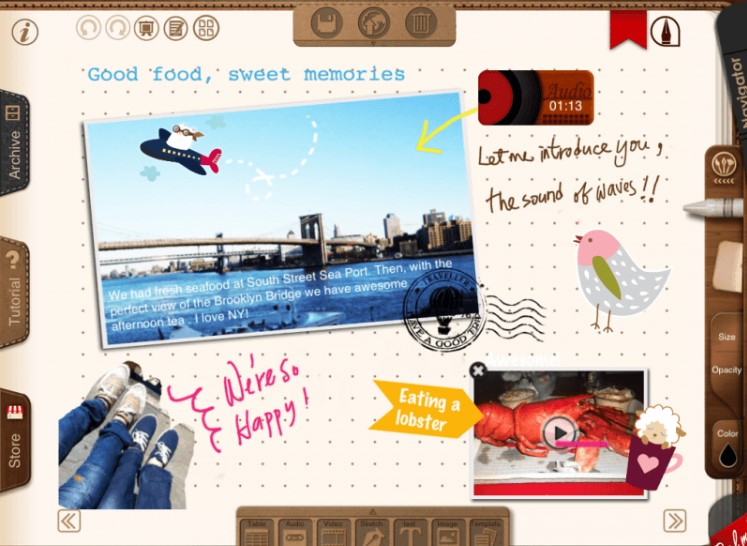 Good food, sweet memories
Audio
01:13
Let me introduce you,
the sound of waves!!
We had fresh seafood at South Street Sea Port. Then, with the
perfect view of the Brooklyn Bridge we have awesome
afternoon tea . I love NY!
TRAVELLER
HAVE A GOOD TRIP
We're so
Happy!
Eating a
lobster
Archive
Tutorial
Store
Navigator
Size
Opacity
Color
Table
Audio
Video
Sketch
Text
Image
Template